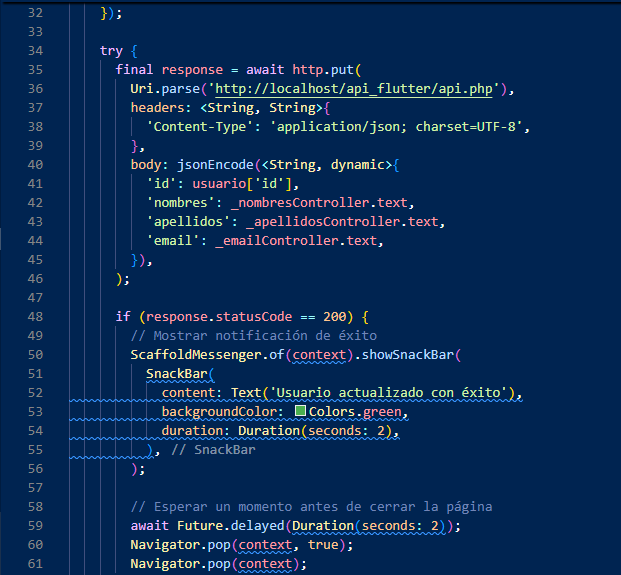 32 });
33
34 try {
35 final response = await http.put(
36 Uri.parse('http://localhost/api_flutter/api.php'),
37 headers: <String, String>{
38 'Content-Type': 'application/json; charset=UTF-8',
39 },
40 body: jsonEncode(<String, dynamic>{
41 'id': usuario['id'],
42 'nombres': _nombresController.text,
43 'apellidos': _apellidosController.text,
44 'email': _emailController.text,
45 }),
46 );
47
48 if (response.statusCode == 200) {
49 // Mostrar notificación de éxito
50 ScaffoldMessenger.of(context).showSnackBar(
51 SnackBar(
52 content: Text('Usuario actualizado con éxito'),
53 backgroundColor: Colors.green,
54 duration: Duration(seconds: 2),
55 ), // SnackBar
56 );
57
58 // Esperar un momento antes de cerrar la página
59 await Future.delayed(Duration(seconds: 2));
60 Navigator.pop(context, true);
61 Navigator.pop(context);